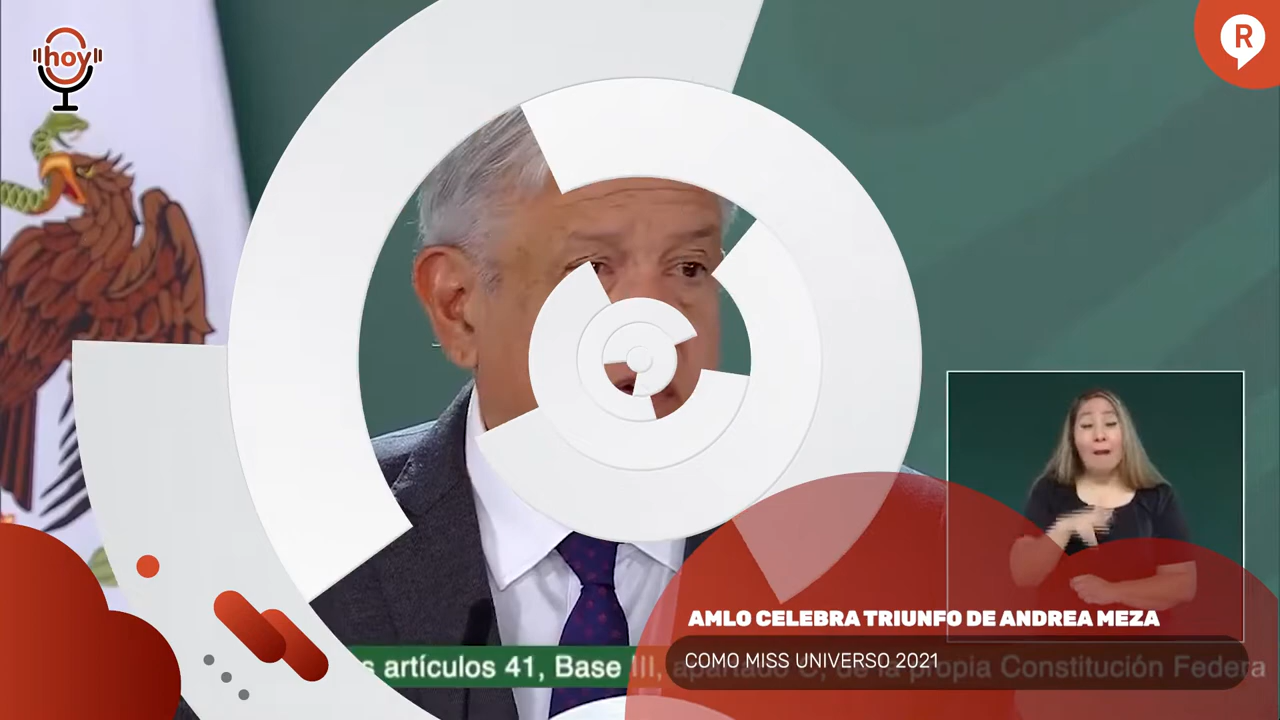 hoy
R
AMLO CELEBRA TRIUNFO DE ANDREA MEZA
COMO MISS UNIVERSO 2021
s artículos 41, Base III, apartado C, de la propia Constitución Federa